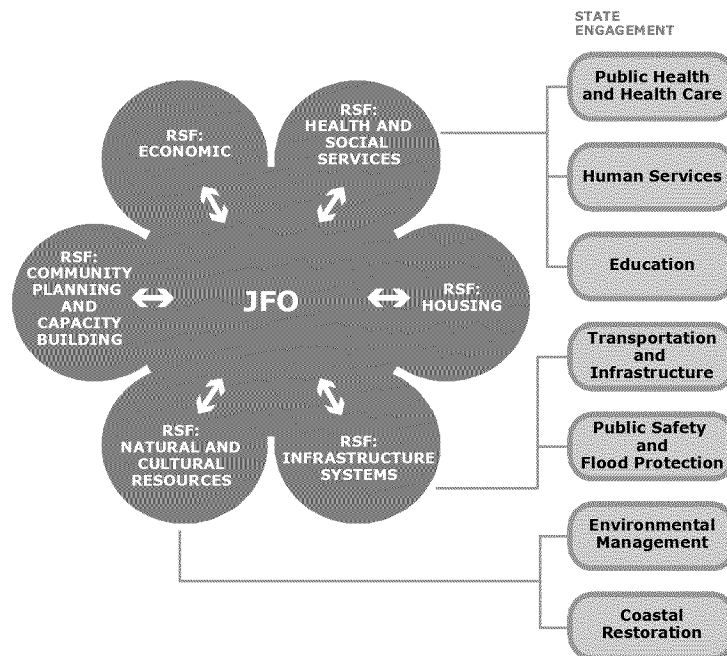 STATE
ENGAGEMENT
Public Health
and Health Care
RSF:
HEALTH AND
SOCIAL
SERVICES
RSF:
ECONOMIC
Human Services
RSF:
COMMUNITY
PLANNING
AND
CAPACITY
BUILDING
JFO
RSF:
HOUSING
Education
Transportation
and
Infrastructure
RSF:
NATURAL AND
CULTURAL
RESOURCES
RSF:
INFRASTRUCTURE
SYSTEMS
Public Safety
and
Flood Protection
Environmental
Management
Coastal
Restoration